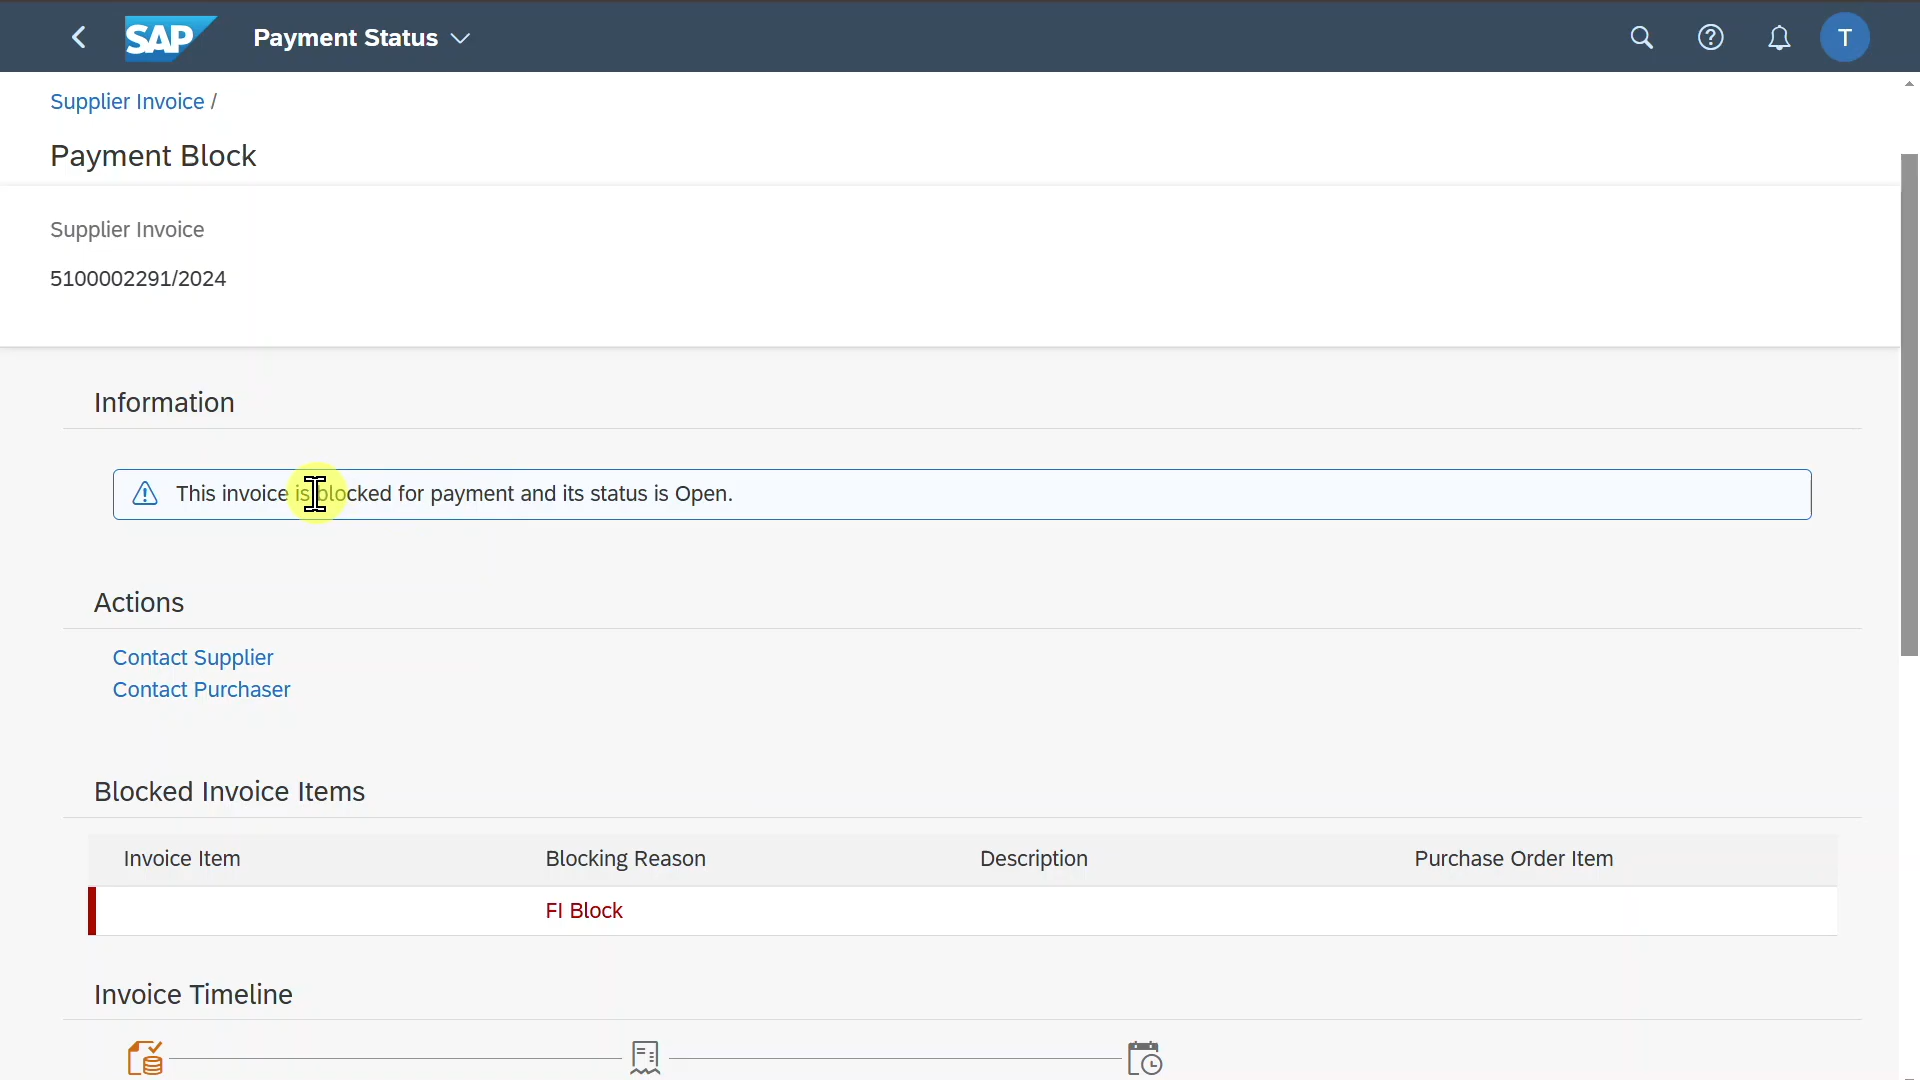 SAP Payment Status T
Supplier Invoice /
Payment Block
Supplier Invoice
5100002291/2024
Information
This invoice is blocked for payment and its status is Open.
Actions
Contact Supplier
Contact Purchaser
Blocked Invoice Items
Invoice Item Blocking Reason Description Purchase Order Item
FI Block
Invoice Timeline